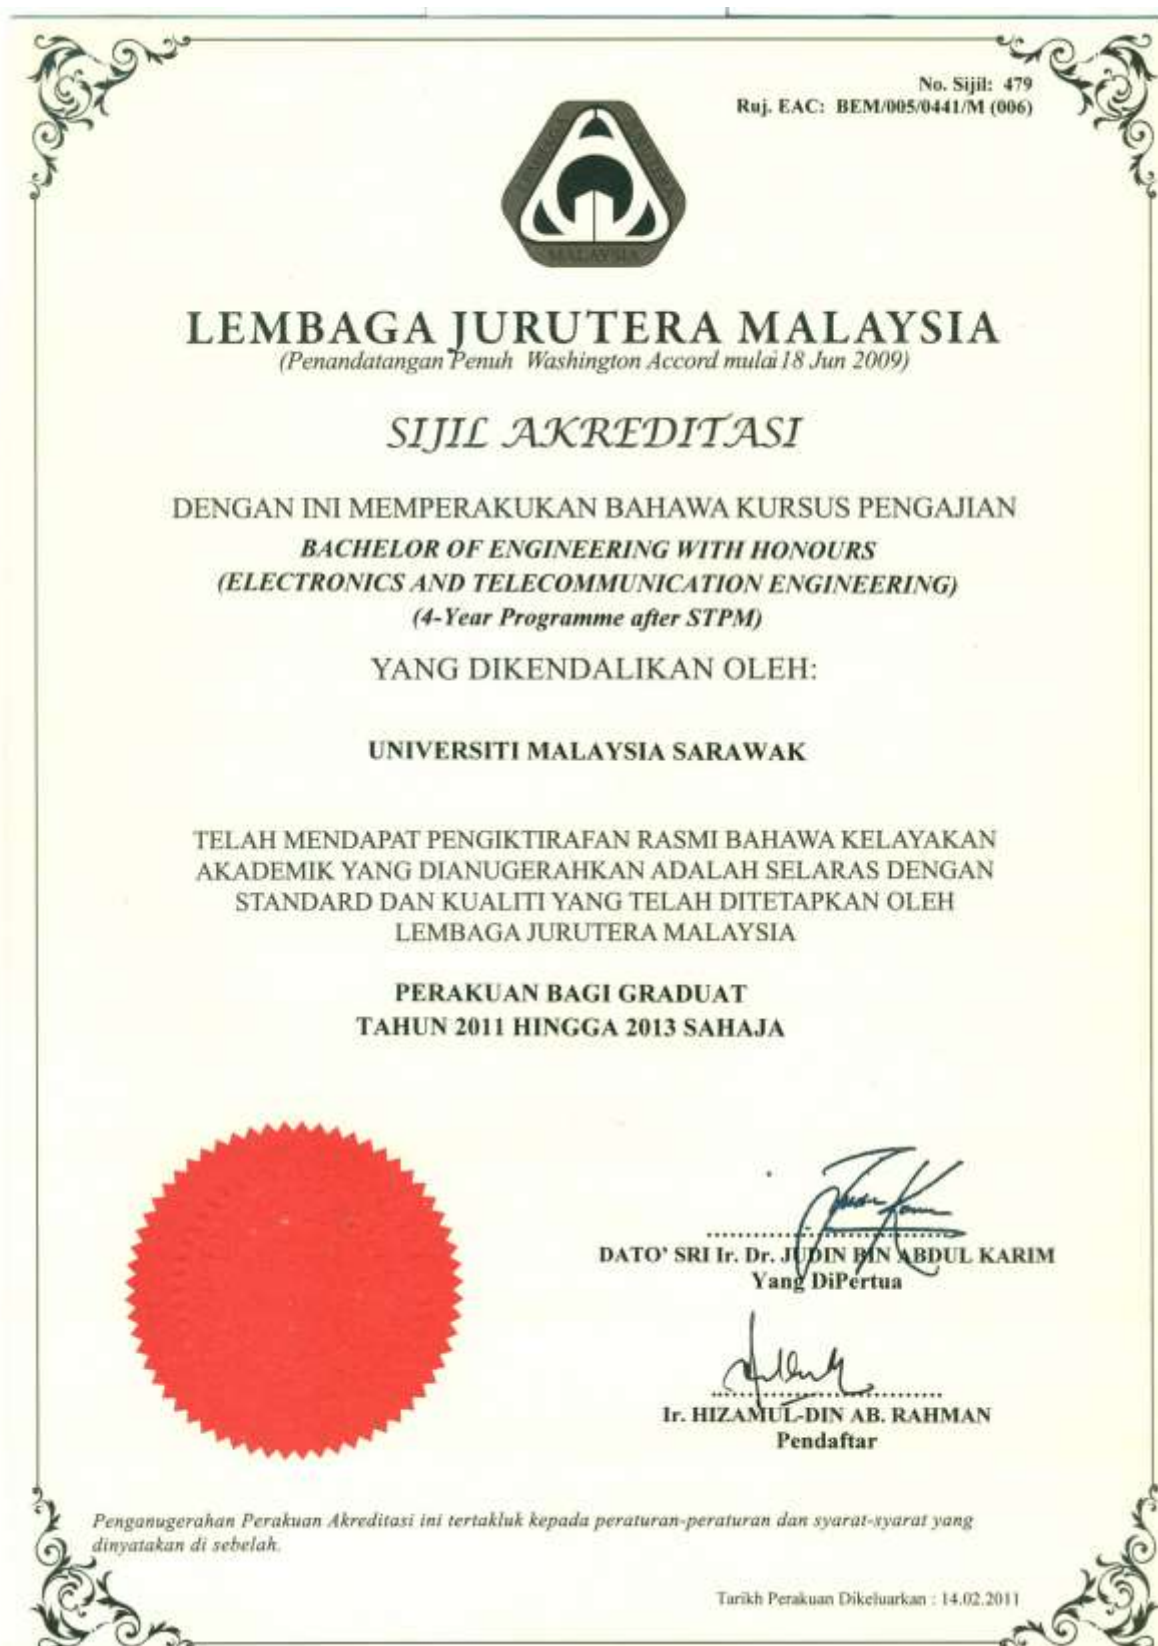 No. Sijil: 479
Ruj. EAC: BEM/005/0441/M (006)
LEMBAGA JURUTERA MALAYSIA
LEMBAGA JURUTERA MALAYSIA
(Penandatangan Penuh Washington Accord mulai 18 Jun 2009)
SIJIL AKREDITASI
DENGAN INI MEMPERAKUKAN BAHAWA KURSUS PENGAJIAN
BACHELOR OF ENGINEERING WITH HONOURS
(ELECTRONICS AND TELECOMMUNICATION ENGINEERING)
(4-Year Programme after STPM)
YANG DIKENDALIKAN OLEH:
UNIVERSITI MALAYSIA SARAWAK
TELAH MENDAPAT PENGIKTIRAFAN RASMI BAHAWA KELAYAKAN
AKADEMIK YANG DIANUGERAHKAN ADALAH SELARAS DENGAN
STANDARD DAN KUALITI YANG TELAH DITETAPKAN OLEH
LEMBAGA JURUTERA MALAYSIA
PERAKUAN BAGI GRADUAT
TAHUN 2011 HINGGA 2013 SAHAJA
DATO' SRI Ir. Dr. JUDIN BIN ABDUL KARIM
Yang DiPertua
Ir. HIZAMUL-DIN AB. RAHMAN
Pendaftar
Penganugerahan Perakuan Akreditasi ini tertakluk kepada peraturan-peraturan dan syarat-syarat yang
dinyatakan di sebelah.
Tarikh Perakuan Dikeluarkan : 14.02.2011